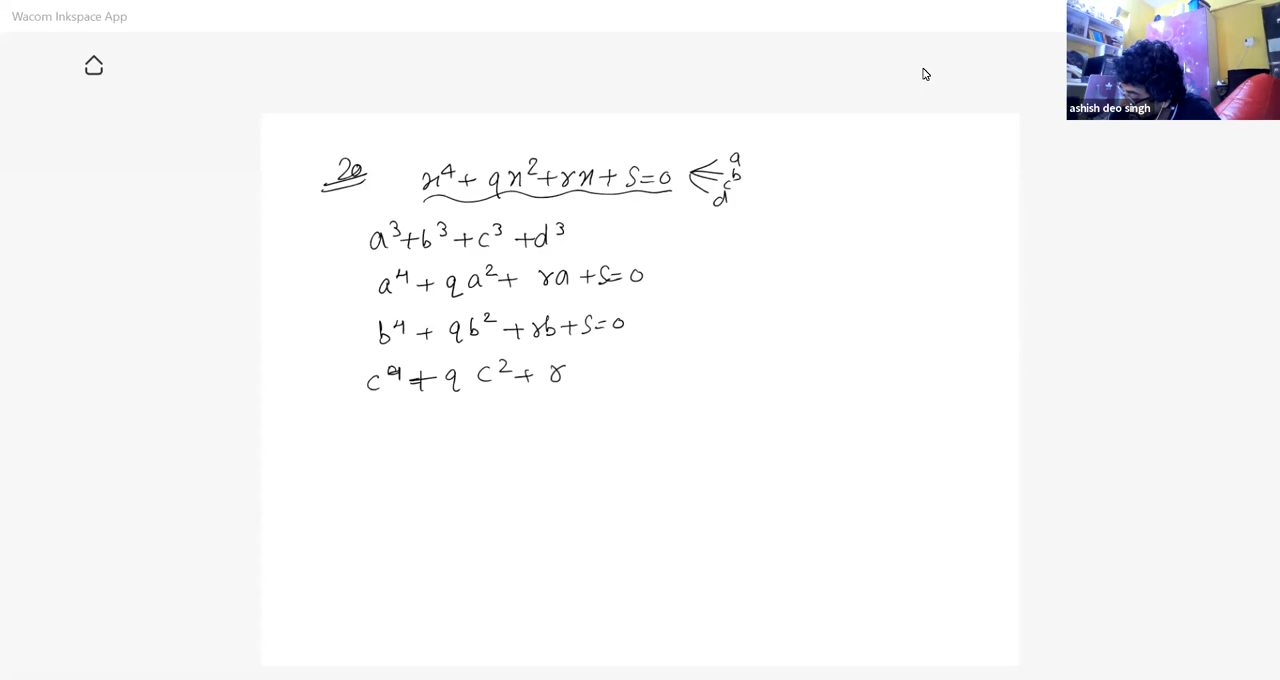 Wacom Inkspace App
ashish deo singh
20 x⁴ + qx² + rx + s = 0 < a b c d
a³ + b³ + c³ + d³
a⁴ + qa² + ra + s = 0
b⁴ + qb² + rb + s = 0
c⁴ + qc² + r